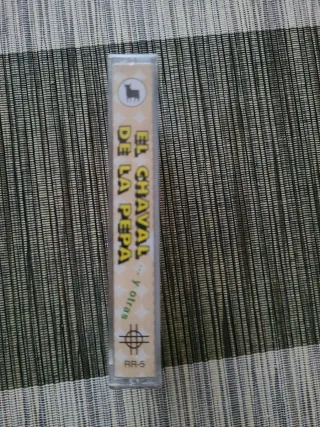 EL CHAVAL
DE LA PEPA
... Y otras
RR-5